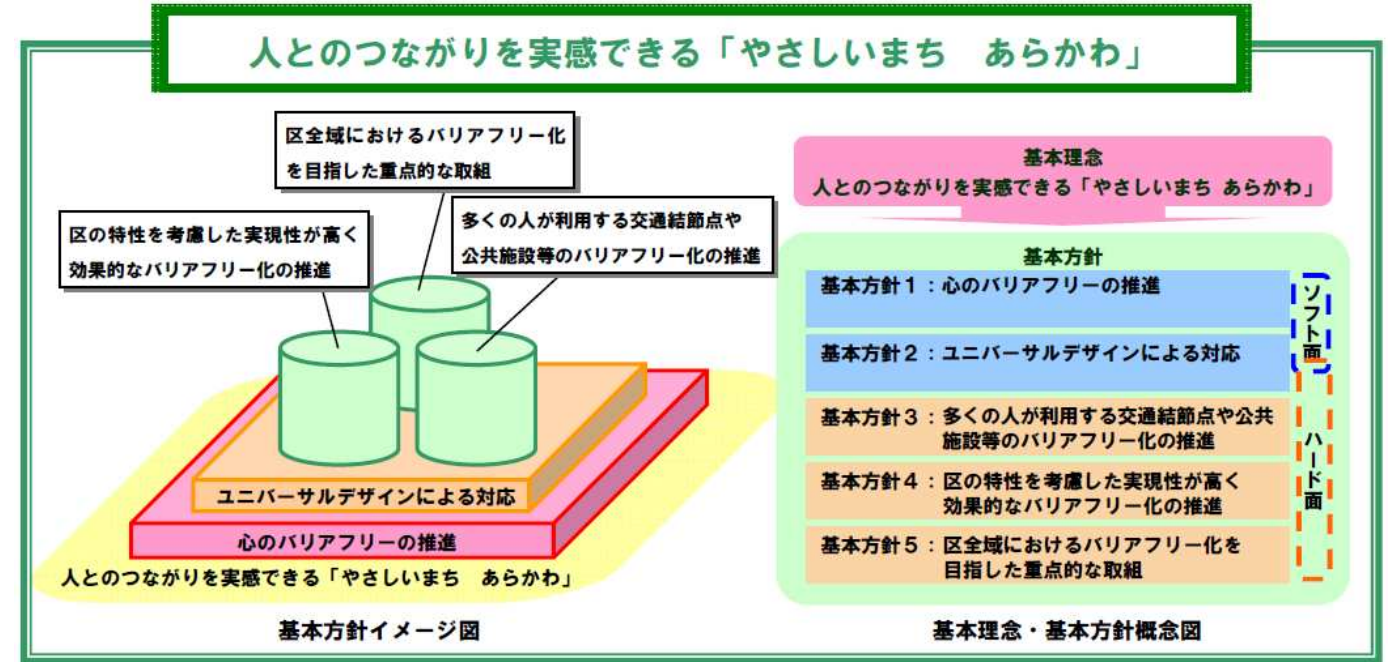 人とのつながりを実感できる「やさしいまち　あらかわ」
区全域におけるバリアフリー化
を目指した重点的な取組
区の特性を考慮した実現性が高く
効果的なバリアフリー化の推進
多くの人が利用する交通結節点や
公共施設等のバリアフリー化の推進
ユニバーサルデザインによる対応
心のバリアフリーの推進
人とのつながりを実感できる「やさしいまち　あらかわ」
基本方針イメージ図
基本理念
人とのつながりを実感できる「やさしいまち あらかわ」
基本方針
基本方針１：心のバリアフリーの推進
基本方針２：ユニバーサルデザインによる対応
基本方針３：多くの人が利用する交通結節点や公共
施設等のバリアフリー化の推進
基本方針４：区の特性を考慮した実現性が高く
効果的なバリアフリー化の推進
基本方針５：区全域におけるバリアフリー化を
目指した重点的な取組
ソフト面
ハード面
基本理念・基本方針概念図